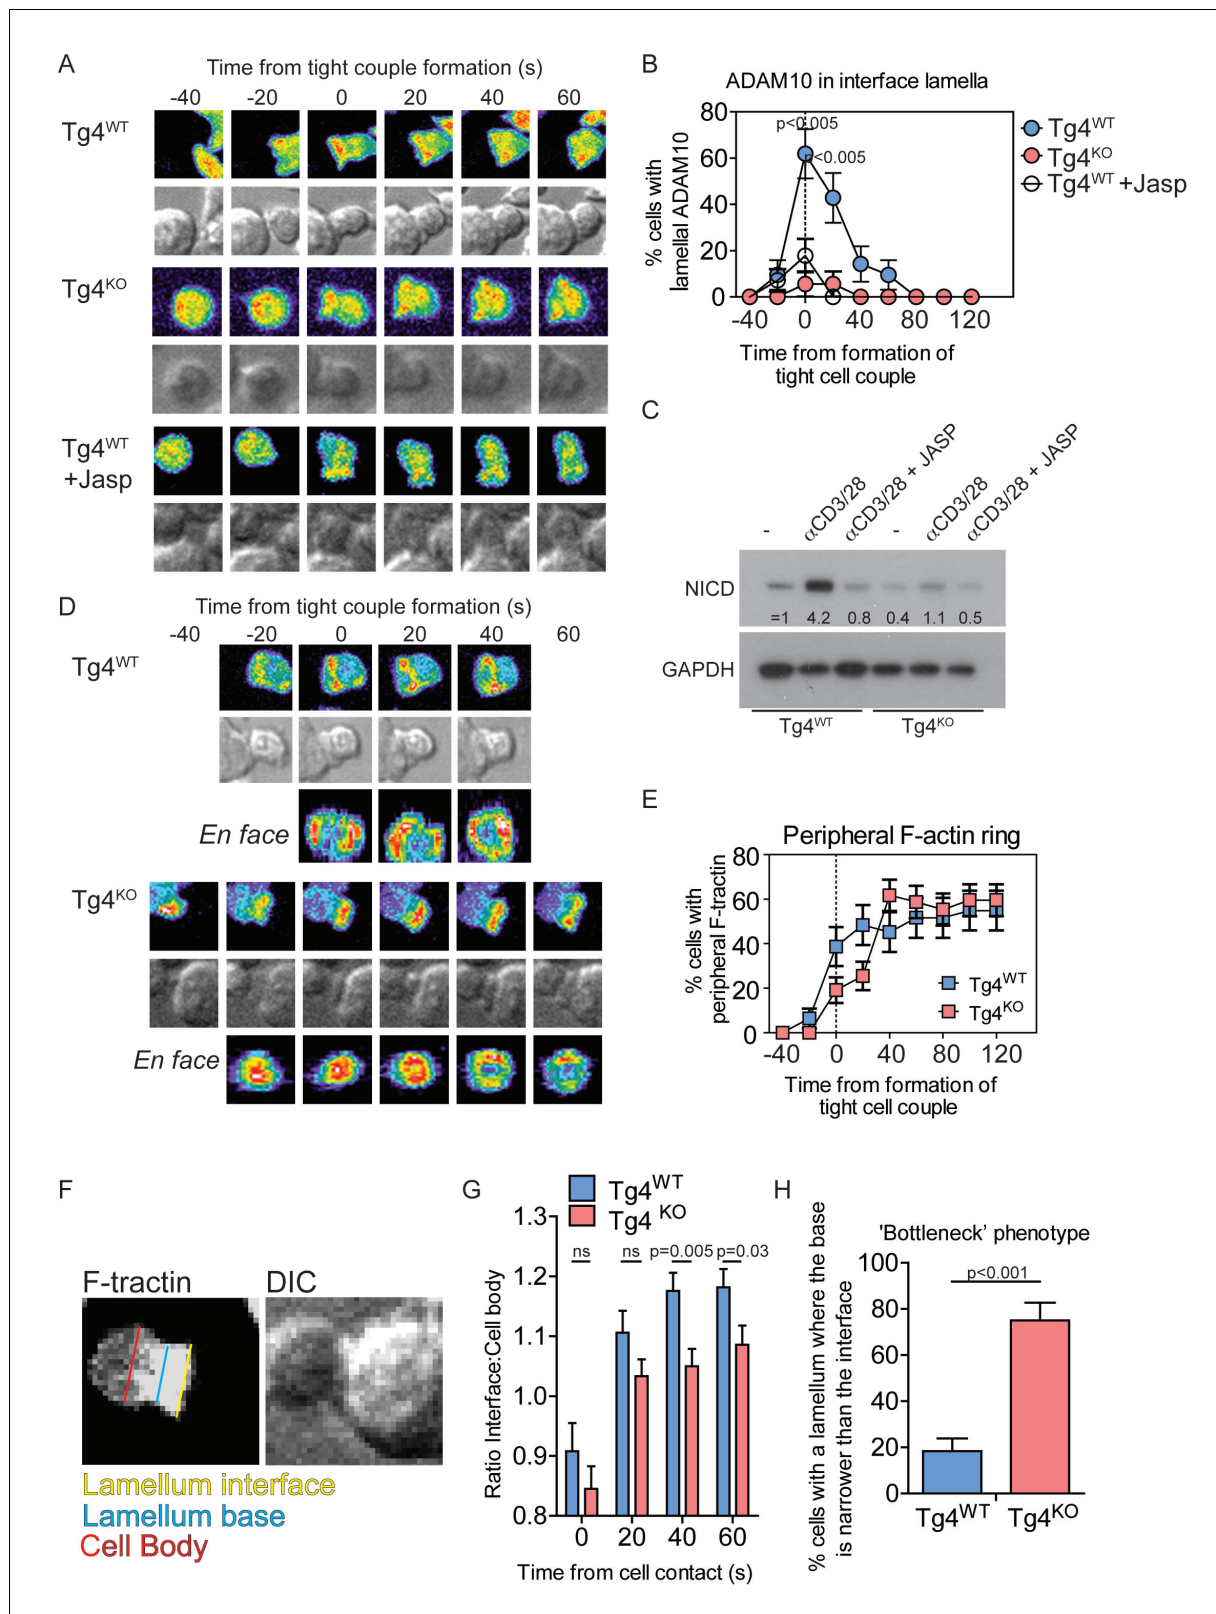 A
Time from tight couple formation (s)
-40 -20 0 20 40 60
Tg4WT
Tg4KO
Tg4WT
+Jasp
B
ADAM10 in interface lamella
% cells with
lamellal ADAM10
80
60
40
20
0
p<0.005
p<0.005
-40 0 40 80 120
Time from formation of
tight cell couple
Tg4WT
Tg4KO
Tg4WT +Jasp
C
- αCD3/28 αCD3/28 + JASP - αCD3/28 αCD3/28 + JASP
NICD
=1 4.2 0.8 0.4 1.1 0.5
GAPDH
Tg4WT Tg4KO
D
Time from tight couple formation (s)
-40 -20 0 20 40 60
Tg4WT
En face
Tg4KO
En face
E
Peripheral F-actin ring
% cells with
peripheral F-tractin
80
60
40
20
0
Tg4WT
Tg4KO
-40 0 40 80 120
Time from formation of
tight cell couple
F
F-tractin DIC
Lamellum interface
Lamellum base
Cell Body
G
Tg4WT
Tg4 KO
Ratio Interface:Cell body
1.3
1.2
1.1
1.0
0.9
0.8
ns ns p=0.005 p=0.03
0 20 40 60
Time from cell contact (s)
H
'Bottleneck’ phenotype
% cells with a lamellum where the base
is narrower than the interface
100
80
60
40
20
0
p<0.001
Tg4WT Tg4KO